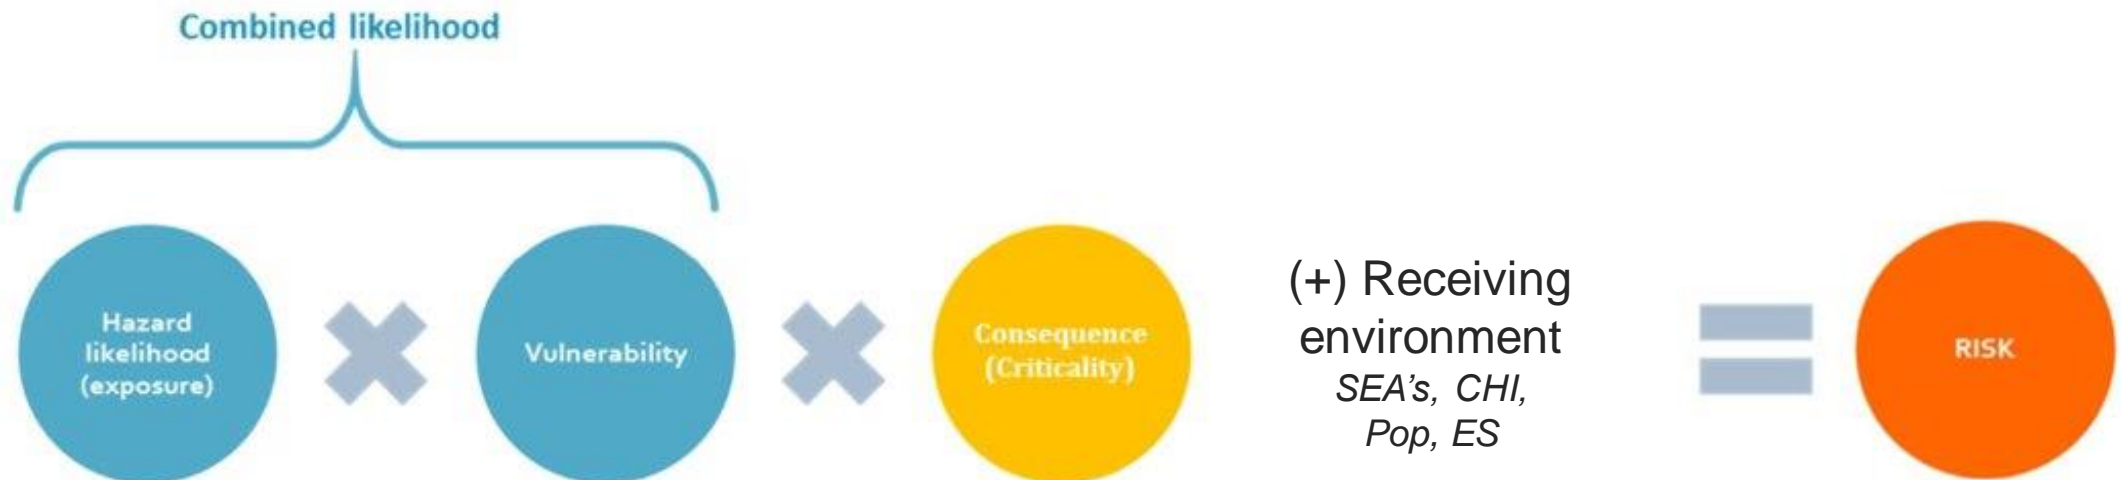 Combined likelihood
Hazard
likelihood
(exposure)
Vulnerability
Consequence
(Criticality)
(+) Receiving
environment
SEA's, CHI,
Pop, ES
RISK